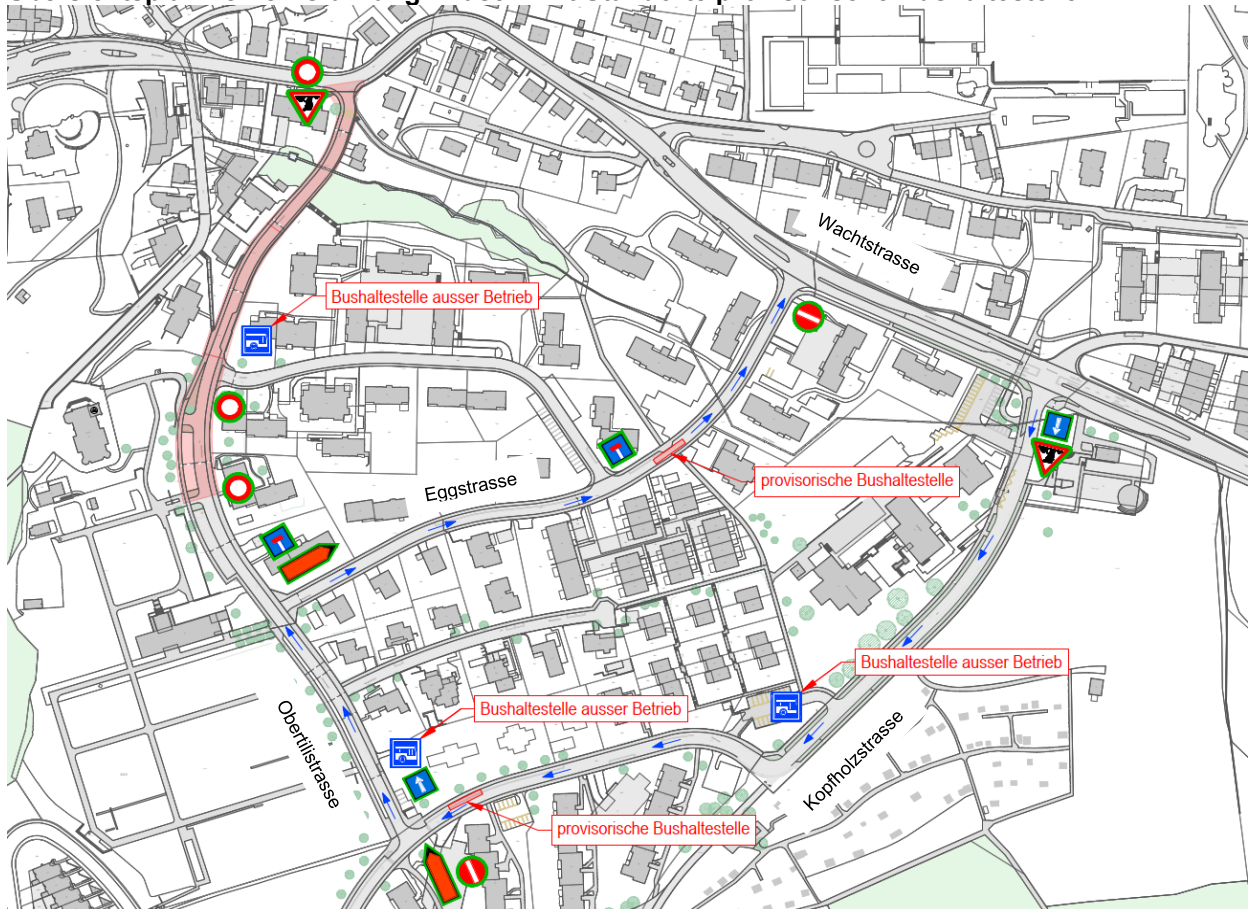 Wachtstrasse
Bushaltestelle ausser Betrieb
Eggstrasse
provisorische Bushaltestelle
Bushaltestelle ausser Betrieb
Bushaltestelle ausser Betrieb
Obertilistrasse
Kopfholzstrasse
provisorische Bushaltestelle